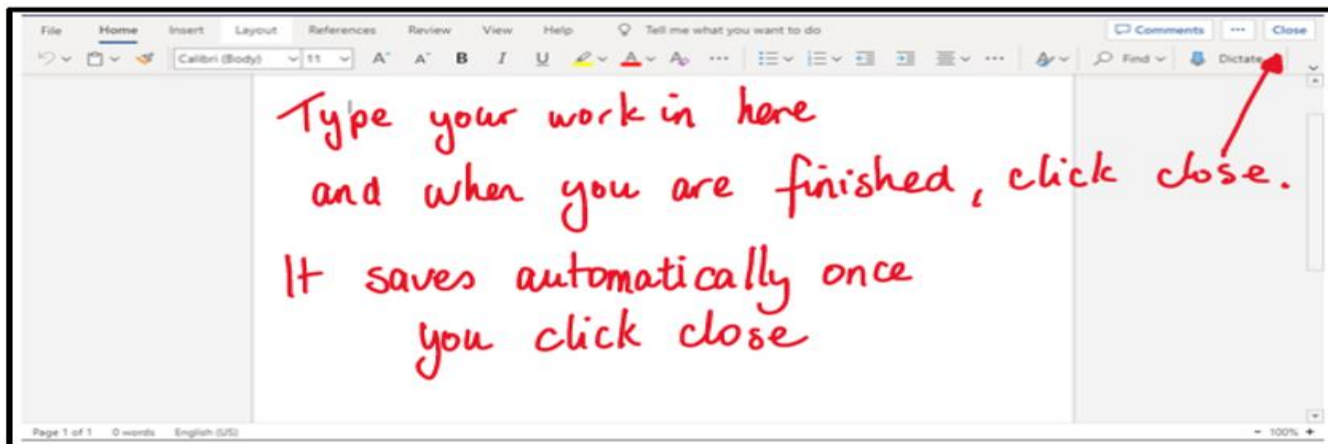 File Home Insert Layout References Review View Help Tell me what you want to do Comments ... Close
Calibri (Body) 11 A^ Aˇ B I U A A ... Find Dictate
Type your work in here
and when you are finished, click close.
It saves automatically once
you click close
Page 1 of 1 0 words English (US) - 100% +